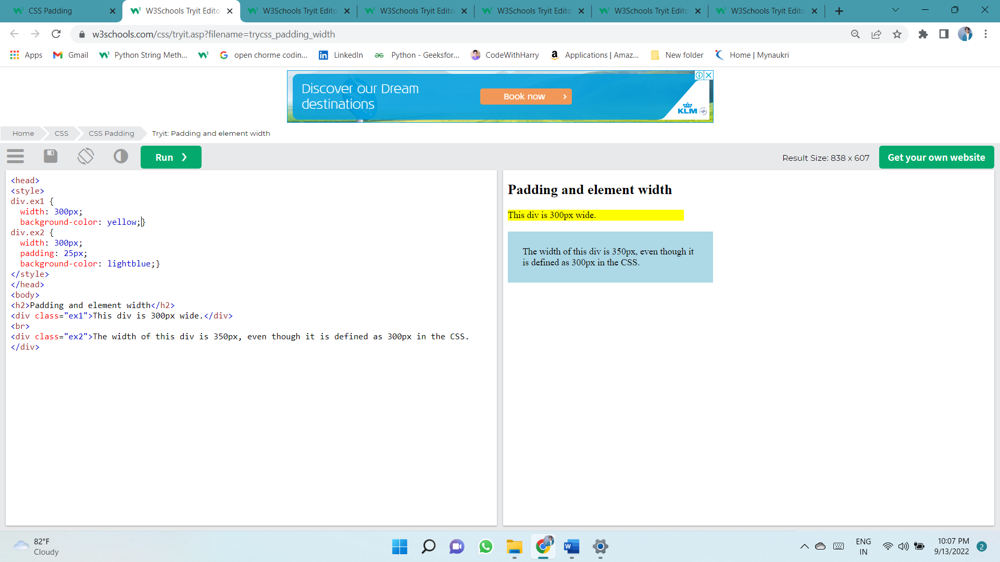 CSS Padding
W3Schools Tryit Edito
W3Schools Tryit Edito
W3Schools Tryit Edito
W3Schools Tryit Edito
W3Schools Tryit Edito
W3Schools Tryit Edito
w3schools.com/css/tryit.asp?filename=trycss_padding_width
Apps
Gmail
Python String Meth...
open chorme codin...
LinkedIn
Python - Geeksfor...
CodeWithHarry
Applications | Amaz...
New folder
Home | Mynaukri
Discover our Dream
destinations
Book now
KLM
Home
CSS
CSS Padding
Tryit: Padding and element width
Run ❯
Result Size: 838 x 607
Get your own website
<head>
<style>
div.ex1 {
  width: 300px;
  background-color: yellow;}
div.ex2 {
  width: 300px;
  padding: 25px;
  background-color: lightblue;}
</style>
</head>
<body>
<h2>Padding and element width</h2>
<div class="ex1">This div is 300px wide.</div>
<br>
<div class="ex2">The width of this div is 350px, even though it is defined as 300px in the CSS.
</div>
Padding and element width
This div is 300px wide.
The width of this div is 350px, even though it
is defined as 300px in the CSS.
82°F
Cloudy
ENG
IN
10:07 PM
9/13/2022
2